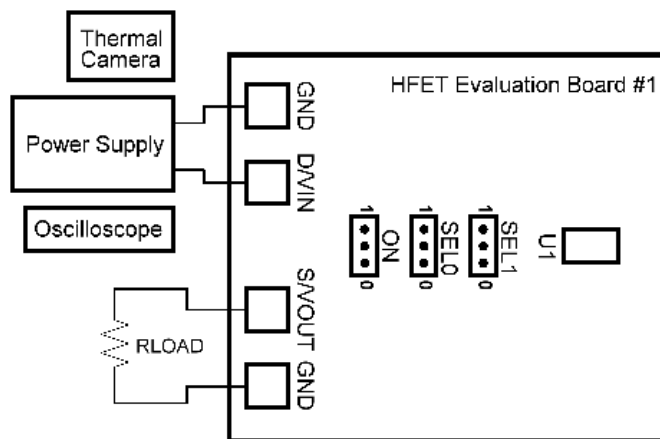 Thermal
Camera
HFET Evaluation Board #1
GND
Power Supply
D/VIN
Oscilloscope
1
ON
0
1
SEL0
0
1
SEL1
0
U1
S/VOUT
RLOAD
GND